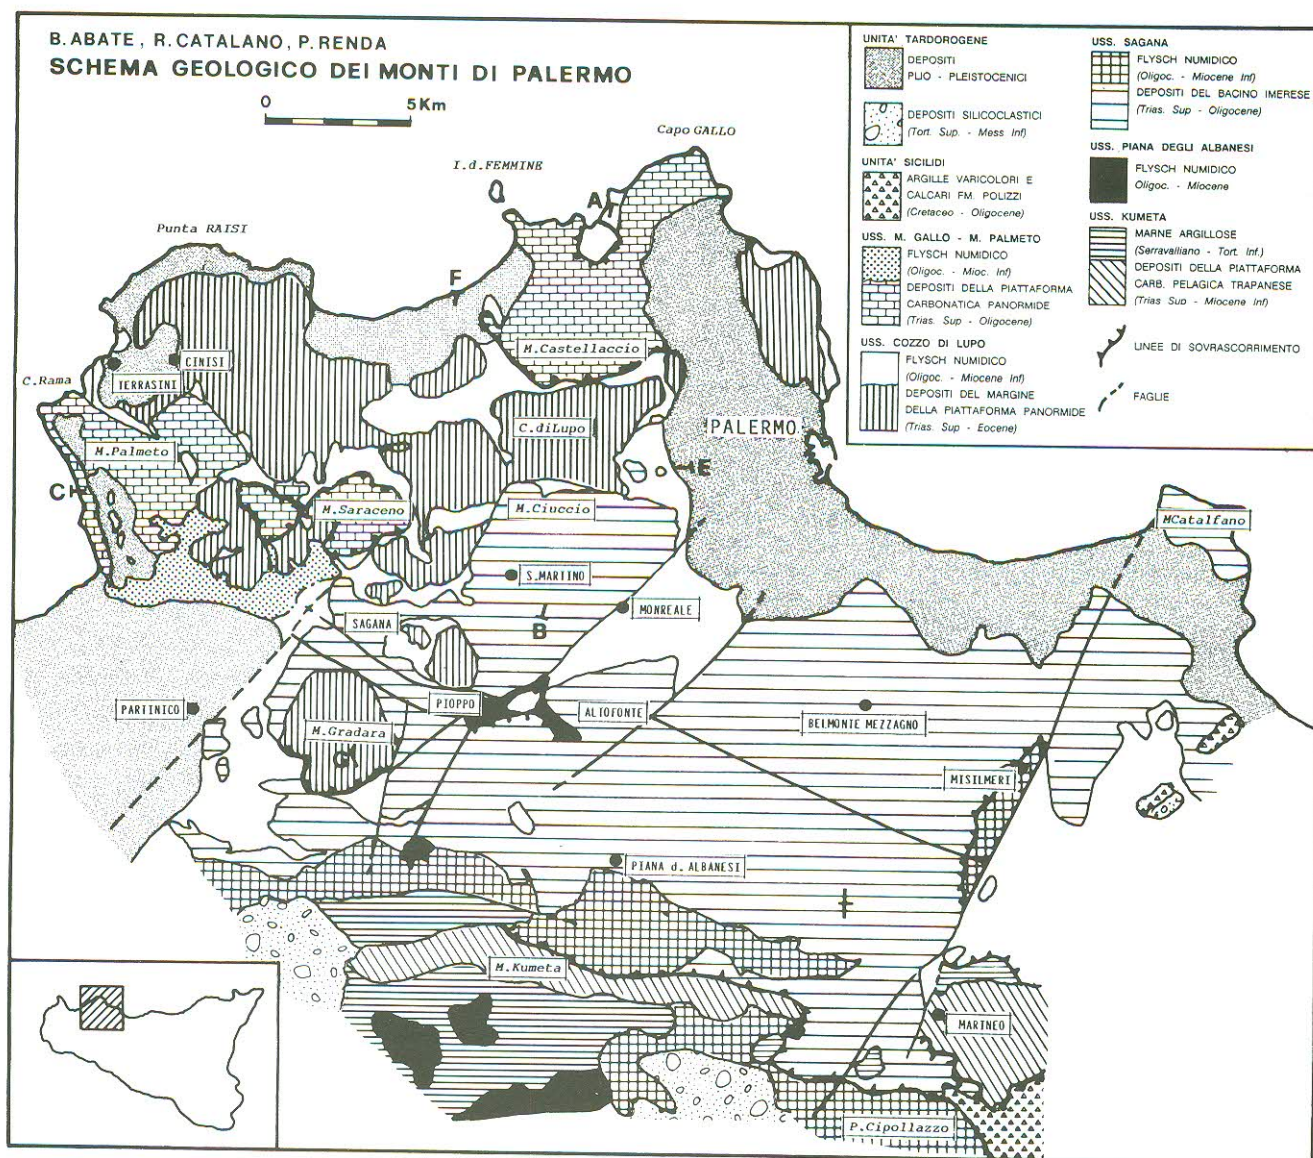 B. ABATE, R. CATALANO, P. RENDA
SCHEMA GEOLOGICO DEI MONTI DI PALERMO
0 5Km
Capo GALLO
I.d.FEMMINE
A
Punta RAISI
F
M.Castellaccio
CINISI
TERRASINI
C.Rama
C.diLupo
PALERMO
M.Palmeto
E
C
M.Saraceno
M.Ciuccio
MCatalfano
S.MARTINO
MONREALE
SAGANA
B
PARTINICO
PIOPPO
ALTOFONTE
BELMONTE MEZZAGNO
M.Gradara
G
MISILMERI
PIANA d. ALBANESI
M.Kumeta
MARINEO
P.Cipollazzo
UNITA' TARDOROGENE
DEPOSITI
PLIO - PLEISTOCENICI
DEPOSITI SILICOCLASTICI
(Tort. Sup. - Mess Inf)
UNITA' SICILIDI
ARGILLE VARICOLORI E
CALCARI FM. POLIZZI
(Cretaceo - Oligocene)
USS. M. GALLO - M. PALMETO
FLYSCH NUMIDICO
(Oligoc. - Mioc. Inf)
DEPOSITI DELLA PIATTAFORMA
CARBONATICA PANORMIDE
(Trias. Sup - Oligocene)
USS. COZZO DI LUPO
FLYSCH NUMIDICO
(Oligoc. - Miocene Inf)
DEPOSITI DEL MARGINE
DELLA PIATTAFORMA PANORMIDE
(Trias. Sup - Eocene)
USS. SAGANA
FLYSCH NUMIDICO
(Oligoc. - Miocene Inf)
DEPOSITI DEL BACINO IMERESE
(Trias. Sup - Oligocene)
USS. PIANA DEGLI ALBANESI
FLYSCH NUMIDICO
Oligoc. - Miocene
USS. KUMETA
MARNE ARGILLOSE
(Serravalliano - Tort. Inf.)
DEPOSITI DELLA PIATTAFORMA
CARB. PELAGICA TRAPANESE
(Trias Sup - Miocene Inf)
LINEE DI SOVRASCORRIMENTO
FAGLIE